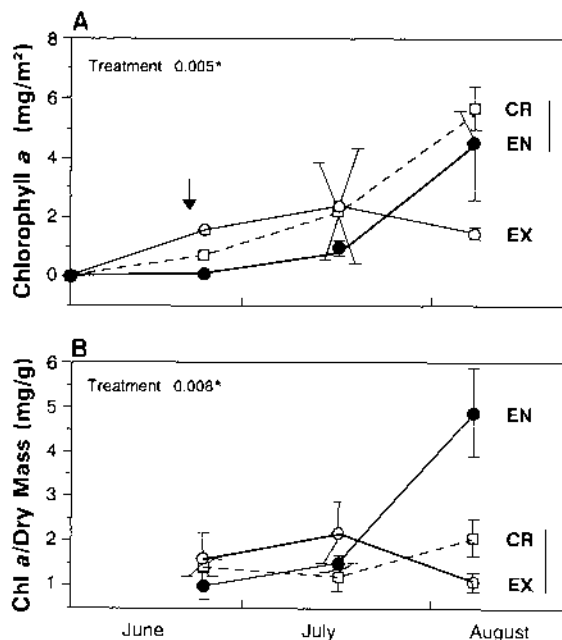 A
8
Treatment 0.005*
6
CR
EN
4
2
EX
0
Chlorophyll a (mg/m²)
B
6
Treatment 0.008*
5
EN
4
3
2
CR
1
EX
Chl a/Dry Mass (mg/g)
June July August